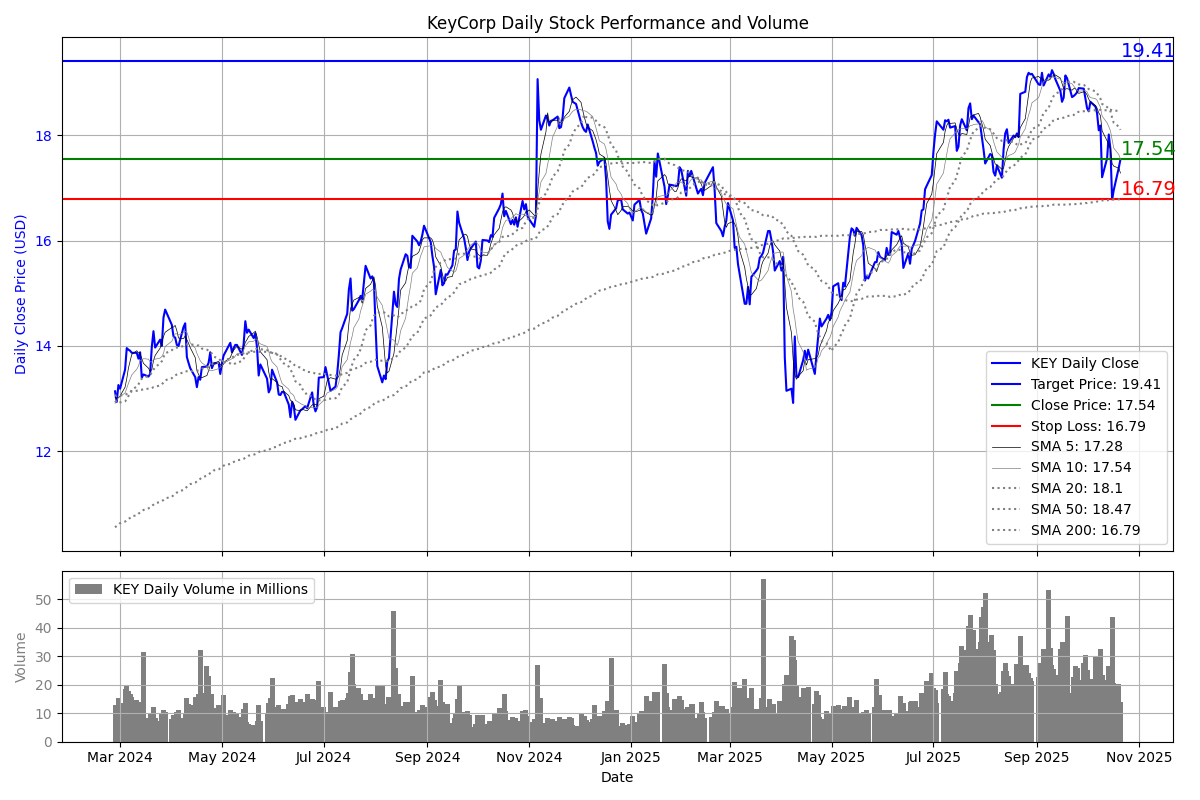 KeyCorp Daily Stock Performance and Volume
19.41
17.54
16.79
18
16
14
12
Daily Close Price (USD)
KEY Daily Close
Target Price: 19.41
Close Price: 17.54
Stop Loss: 16.79
SMA 5: 17.28
SMA 10: 17.54
SMA 20: 18.1
SMA 50: 18.47
SMA 200: 16.79
KEY Daily Volume in Millions
50
40
30
20
10
0
Volume
Mar 2024 May 2024 Jul 2024 Sep 2024 Nov 2024 Jan 2025 Mar 2025 May 2025 Jul 2025 Sep 2025 Nov 2025
Date